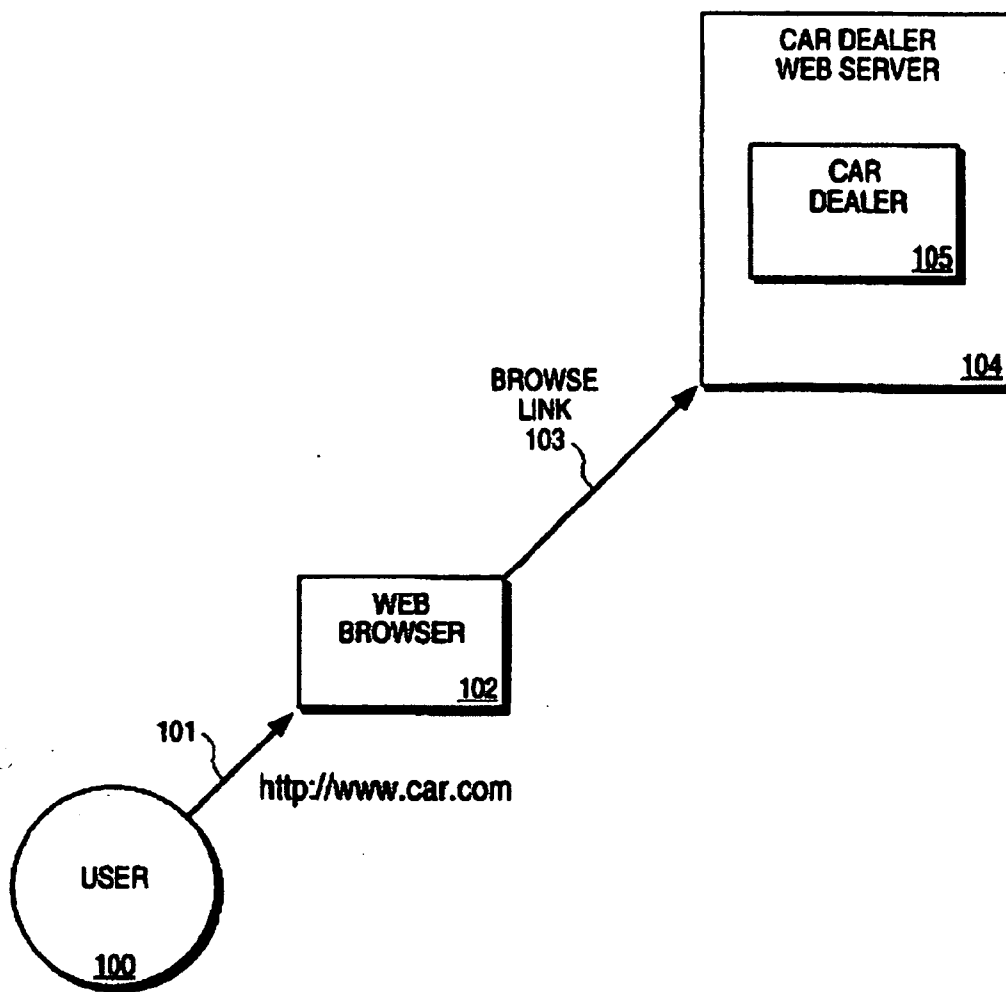 CAR DEALER
WEB SERVER
CAR
DEALER
105
104
BROWSE
LINK
103
WEB
BROWSER
102
101
http://www.car.com
USER
100